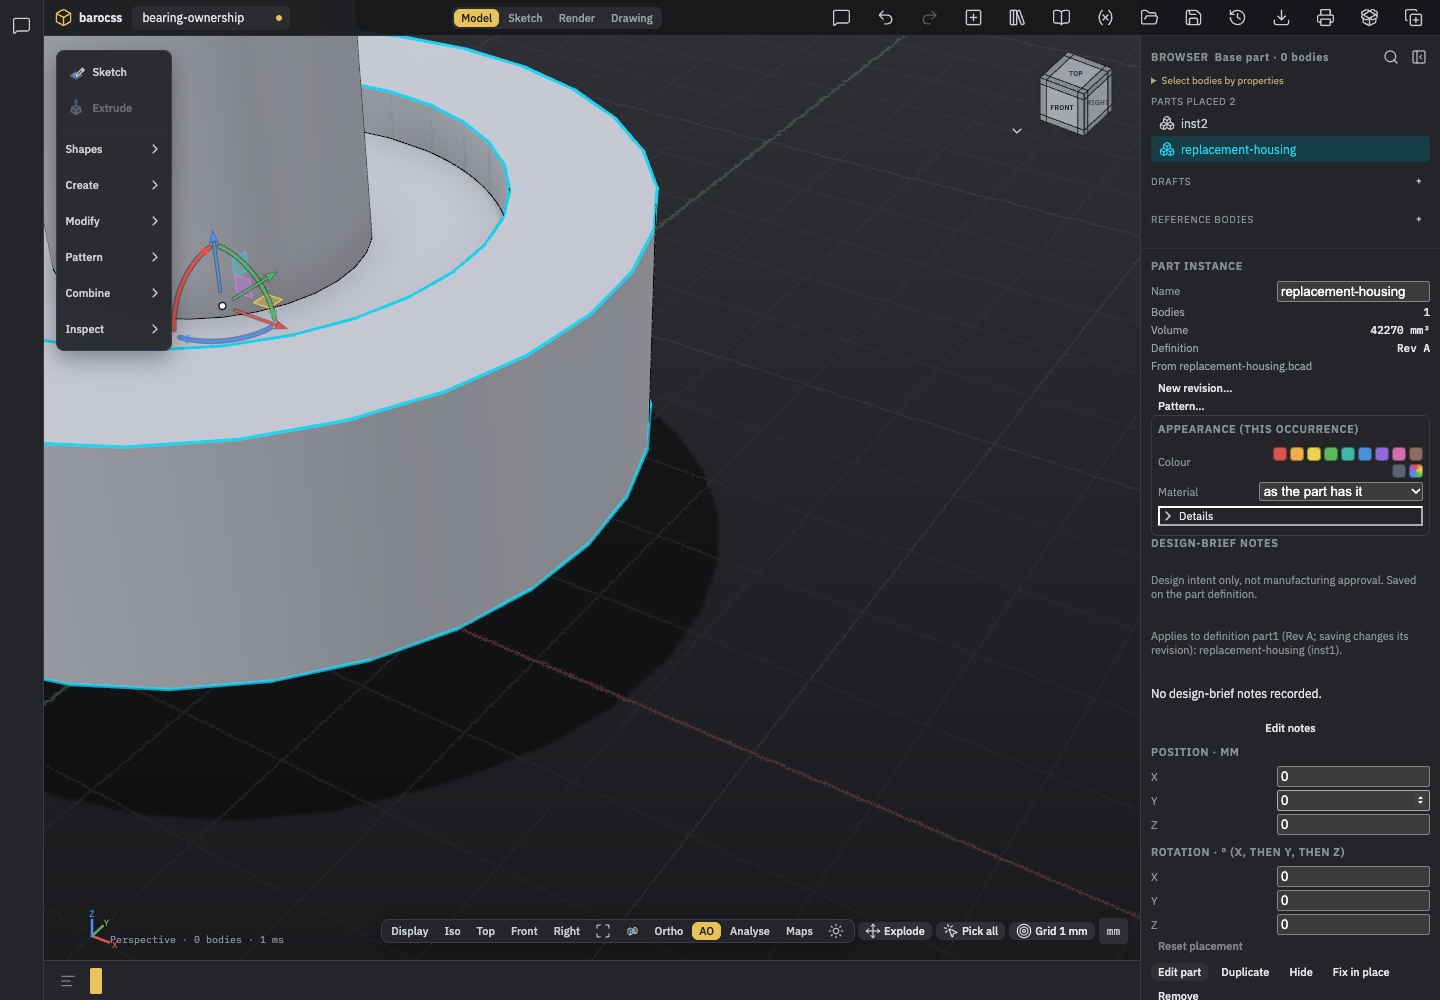 barocss
bearing-ownership
Model Sketch Render Drawing
Sketch
Extrude
Shapes
Create
Modify
Pattern
Combine
Inspect
TOP
FRONT
RIGHT
BROWSER Base part · 0 bodies
Select bodies by properties
PARTS PLACED 2
inst2
replacement-housing
DRAFTS +
REFERENCE BODIES +
PART INSTANCE
Name replacement-housing
Bodies 1
Volume 42270 mm³
Definition Rev A
From replacement-housing.bcad
New revision...
Pattern...
APPEARANCE (THIS OCCURRENCE)
Colour
Material as the part has it
Details
DESIGN-BRIEF NOTES
Design intent only, not manufacturing approval. Saved
on the part definition.
Applies to definition part1 (Rev A; saving changes its
revision): replacement-housing (inst1).
No design-brief notes recorded.
Edit notes
POSITION · MM
X 0
Y 0
Z 0
ROTATION · ° (X, THEN Y, THEN Z)
X 0
Y 0
Z 0
Reset placement
Edit part Duplicate Hide Fix in place
Remove
Z
Y
X
Perspective · 0 bodies · 1 ms
Display Iso Top Front Right Ortho AO Analyse Maps Explode Pick all Grid 1 mm mm